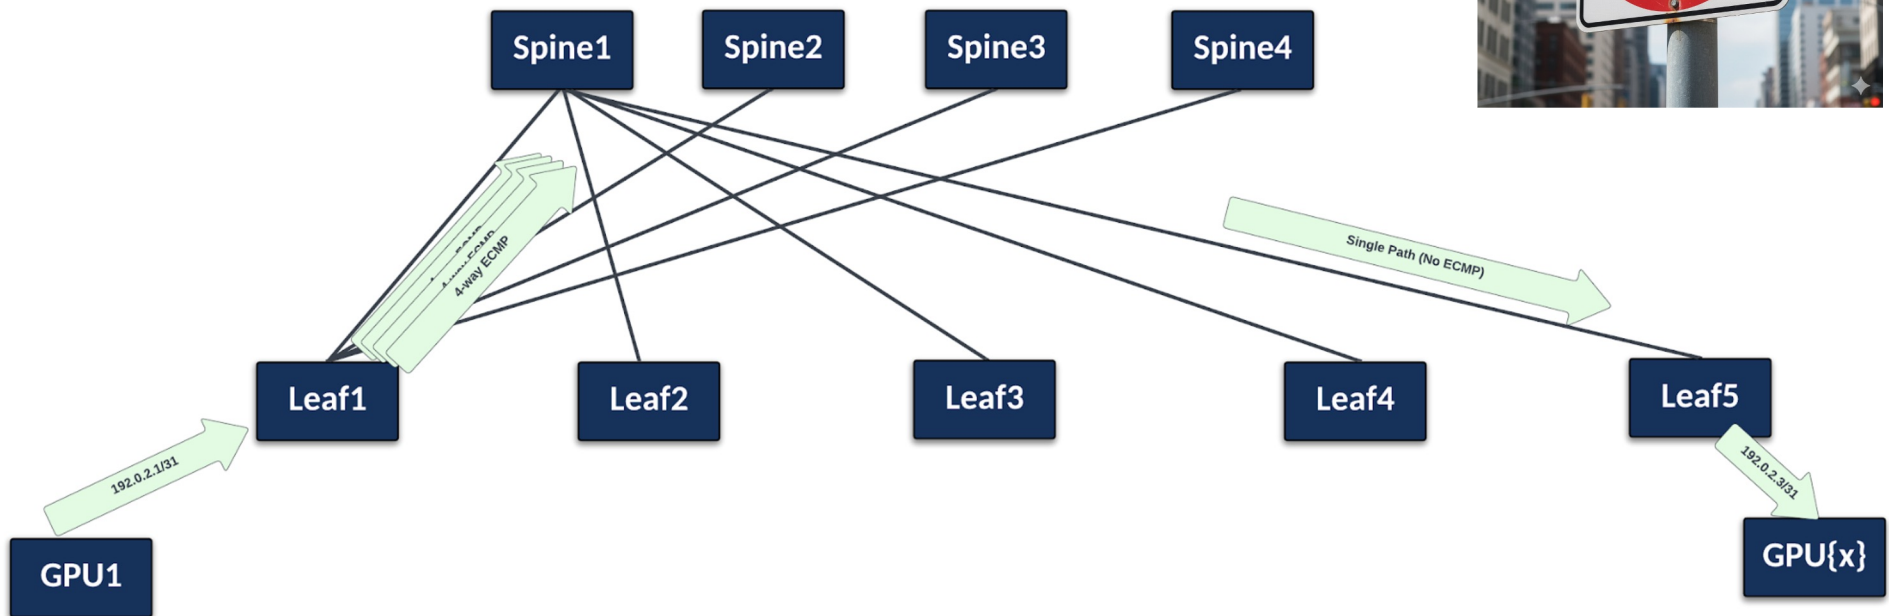 Spine1
Spine2
Spine3
Spine4
4-way ECMP
Single Path (No ECMP)
Leaf1
Leaf2
Leaf3
Leaf4
Leaf5
192.0.2.1/31
192.0.2.3/31
GPU1
GPU{x}